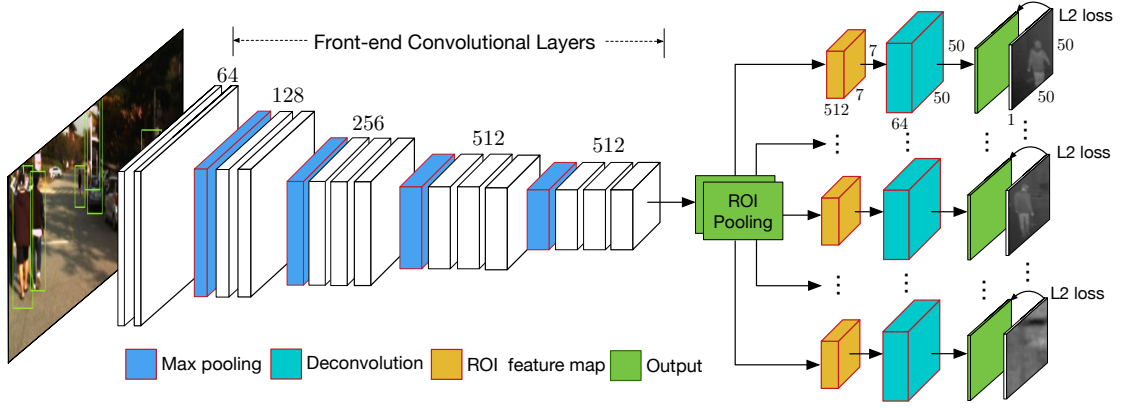 Front-end Convolutional Layers
64
128
256
512
512
ROI
Pooling
512
7
7
64
50
50
1
50
50
L2 loss
L2 loss
L2 loss
Max pooling
Deconvolution
ROI feature map
Output